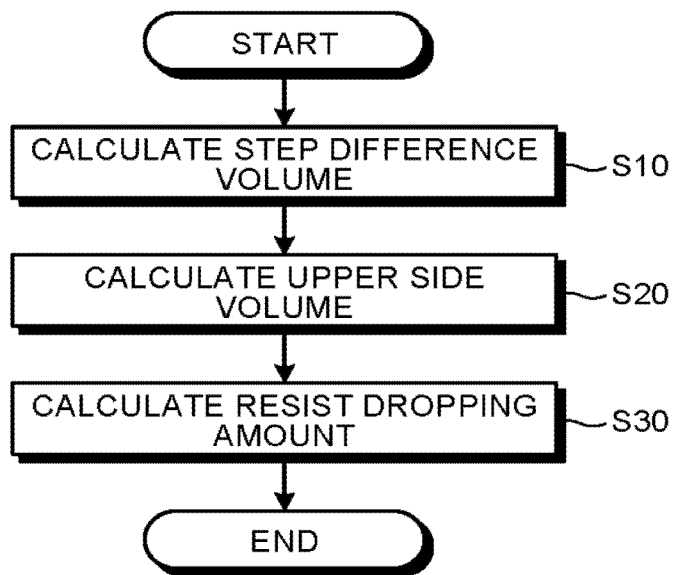 START
CALCULATE STEP DIFFERENCE
VOLUME
S10
CALCULATE UPPER SIDE
VOLUME
S20
CALCULATE RESIST DROPPING
AMOUNT
S30
END